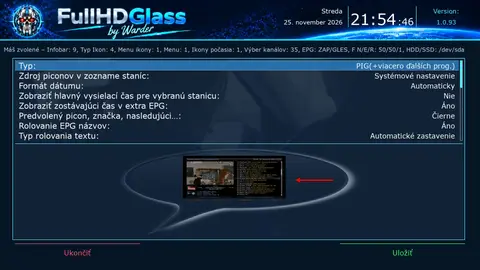 FullHDGlass
by Warder
Streda
25. november 2026
21:54:46
Version:
1.0.93
Máš zvolené – Infobar: 9, Typ Ikon: 4, Menu ikony: 1, Menu: 1, Ikony počasia: 1, Výber kanálov: 35, EPG: ZAP/GLES, F N/E/R: 50/50/1, HDD/SSD: /dev/sda
Typ: PIG(+viacero ďalších prog.)
Zdroj piconov v zozname staníc: Systémové nastavenie
Formát dátumu: Automaticky
Zobraziť hlavný vysielací čas pre vybranú stanicu: Nie
Zobraziť zostávajúci čas v extra EPG: Áno
Predvolený picon, značka, nasledujúci...: Čierne
Rolovanie EPG názvov: Áno
Typ rolovania textu: Automatické zastavenie
Ukončiť
Uložiť